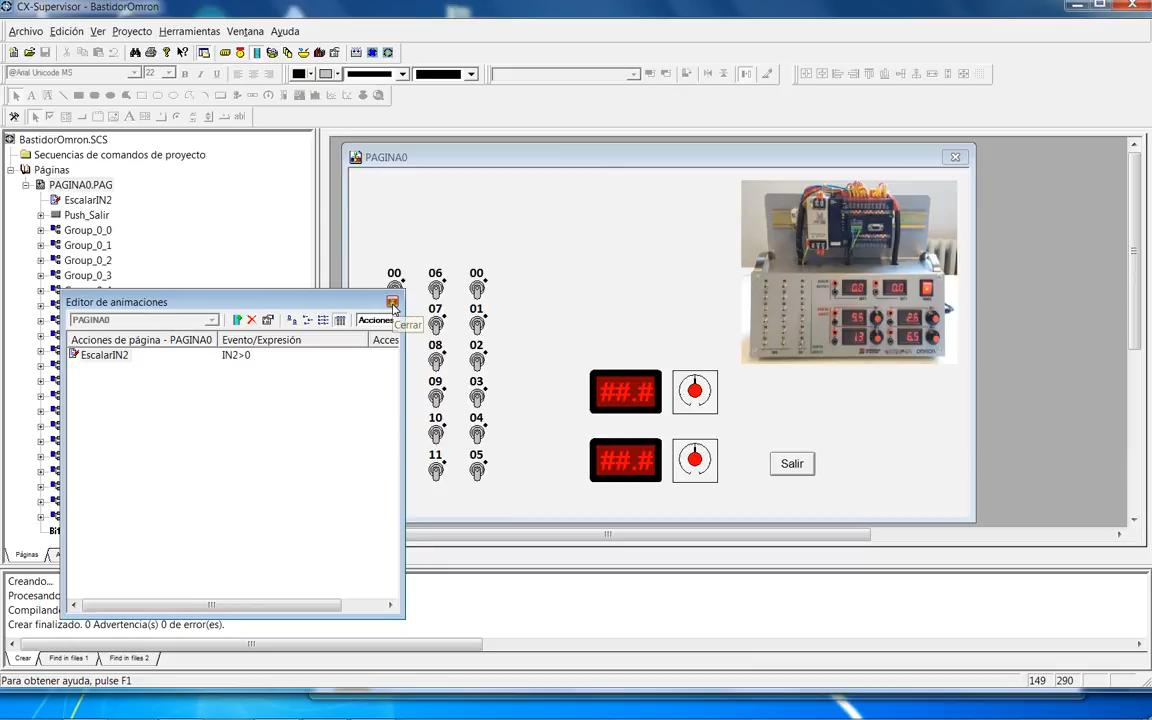 CX-Supervisor - BastidorOmron
Archivo Edición Ver Proyecto Herramientas Ventana Ayuda
@Arial Unicode MS 22
BastidorOmron.SCS
Secuencias de comandos de proyecto
Páginas
PAGINA0.PAG
EscalarIN2
Push_Salir
Group_0_0
Group_0_1
Group_0_2
Group_0_3
Páginas
PAGINA0
00 06 00
07 01
08 02
09 03
10 04
11 05
##.#
##.#
Salir
Editor de animaciones
PAGINA0 Acciones
Cerrar
Acciones de página - PAGINA0 Evento/Expresión Acces
EscalarIN2 IN2>0
Creando...
Procesando
Compilando
Crear finalizado. 0 Advertencia(s) 0 de error(es).
Crear Find in files 1 Find in files 2
Para obtener ayuda, pulse F1 149 290